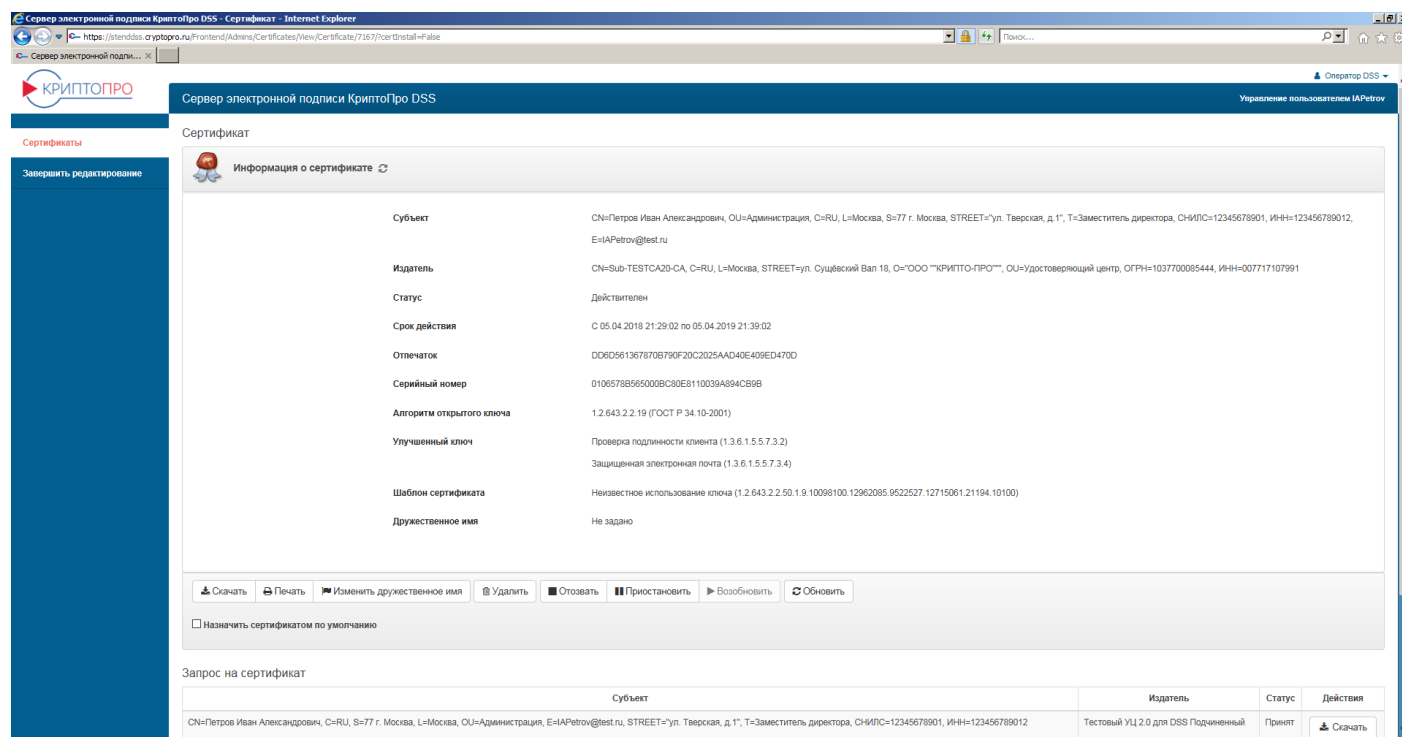 Сервер электронной подписи КриптоПро DSS - Сертификат - Internet Explorer
https://stenddss.cryptopro.ru/Frontend/Admins/Certificates/View/Certificate/7167/?certInstall=False
Поиск...
Сервер электронной подпи...
КРИПТОПРО
Оператор DSS
Сервер электронной подписи КриптоПро DSS
Управление пользователем IAPetrov
Сертификаты
Завершить редактирование
Сертификат
Информация о сертификате
Субъект CN=Петров Иван Александрович, OU=Администрация, C=RU, L=Москва, S=77 г. Москва, STREET="ул. Тверская, д.1", T=Заместитель директора, СНИЛС=12345678901, ИНН=123456789012,
E=IAPetrov@test.ru
Издатель CN=Sub-TESTCA20-CA, C=RU, L=Москва, STREET=ул. Сущёвский Вал 18, O="ООО ""КРИПТО-ПРО""", OU=Удостоверяющий центр, ОГРН=1037700085444, ИНН=007717107991
Статус Действителен
Срок действия С 05.04.2018 21:29:02 по 05.04.2019 21:39:02
Отпечаток DD6D561367870B790F20C2025AAD40E409ED470D
Серийный номер 0106578B565000BC80E8110039A894CB9B
Алгоритм открытого ключа 1.2.643.2.2.19 (ГОСТ Р 34.10-2001)
Улучшенный ключ Проверка подлинности клиента (1.3.6.1.5.5.7.3.2)
Защищенная электронная почта (1.3.6.1.5.5.7.3.4)
Шаблон сертификата Неизвестное использование ключа (1.2.643.2.2.50.1.9.10098100.12962085.9522527.12715061.21194.10100)
Дружественное имя Не задано
Скачать Печать Изменить дружественное имя Удалить Отозвать Приостановить Возобновить Обновить
Назначить сертификатом по умолчанию
Запрос на сертификат
Субъект Издатель Статус Действия
CN=Петров Иван Александрович, C=RU, S=77 г. Москва, L=Москва, OU=Администрация, E=IAPetrov@test.ru, STREET="ул. Тверская, д.1", T=Заместитель директора, СНИЛС=12345678901, ИНН=123456789012 Тестовый УЦ 2.0 для DSS Подчиненный Принят Скачать